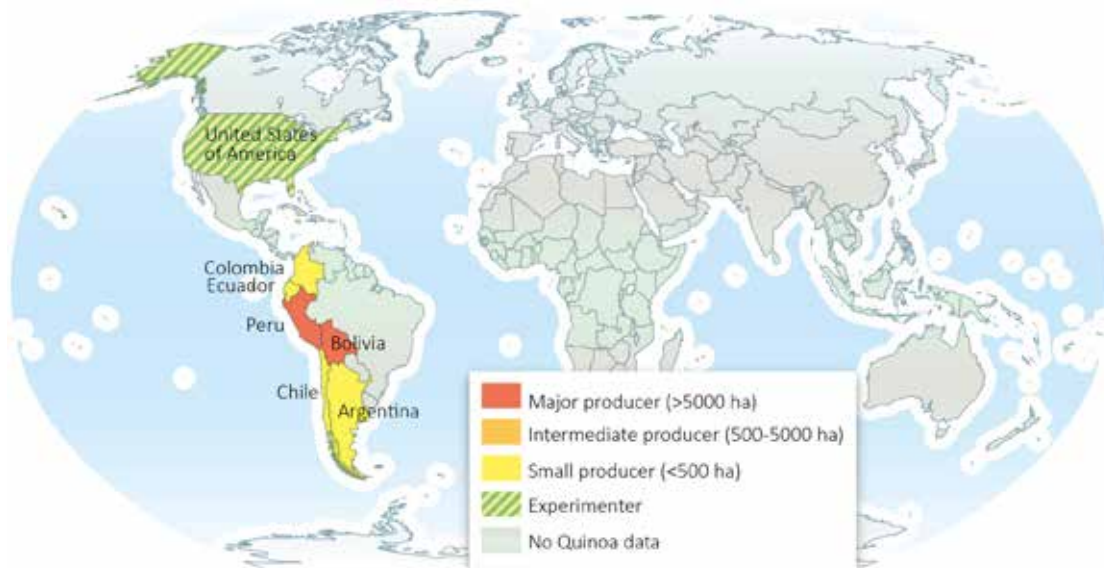 United States
of America
Colombia
Ecuador
Peru
Bolivia
Chile
Argentina
Major producer (>5000 ha)
Intermediate producer (500-5000 ha)
Small producer (<500 ha)
Experimenter
No Quinoa data